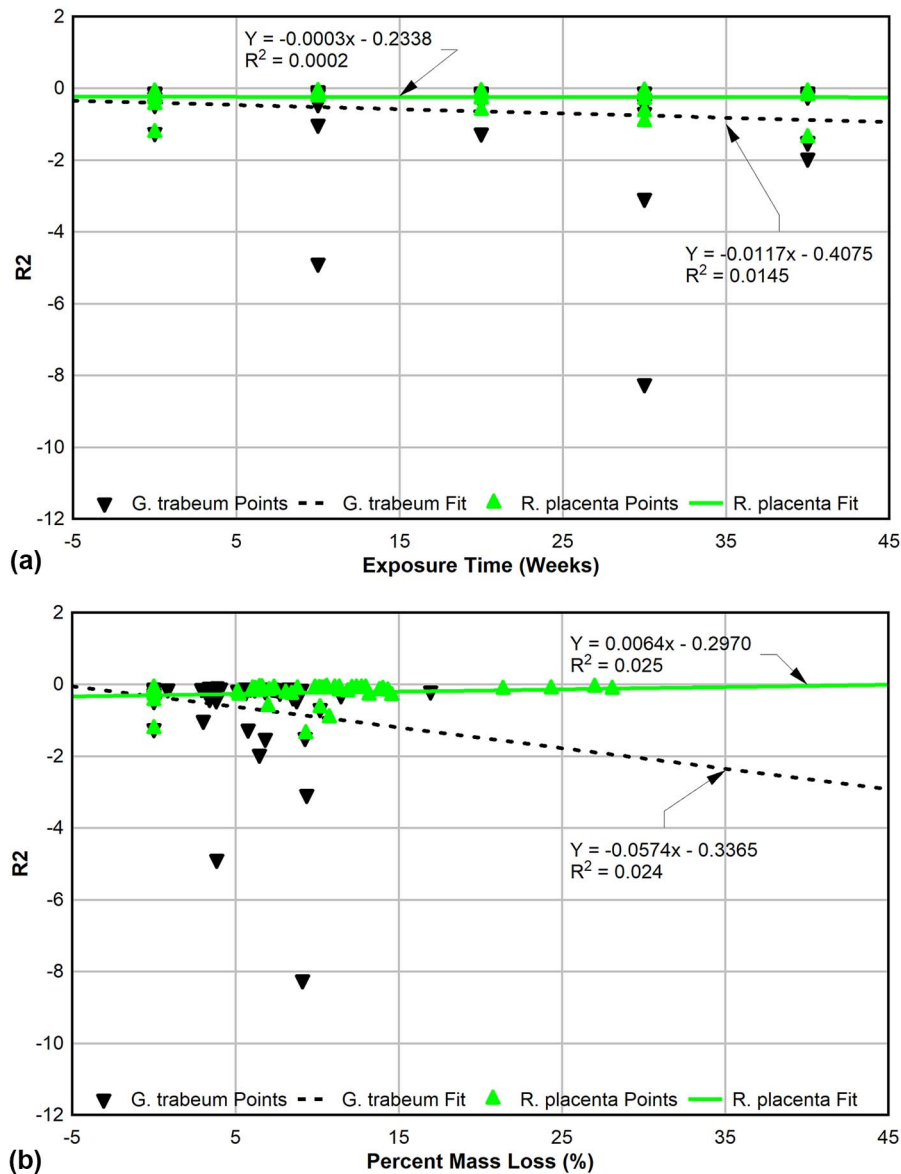 2
0
-2
-4
-6
-8
-10
-12
R2
Y = -0.0003x - 0.2338
R² = 0.0002
Y = -0.0117x - 0.4075
R² = 0.0145
G. trabeum Points G. trabeum Fit R. placenta Points R. placenta Fit
-5 5 15 25 35 45
Exposure Time (Weeks)
(a)
2
0
-2
-4
-6
-8
-10
-12
R2
Y = 0.0064x - 0.2970
R² = 0.025
Y = -0.0574x - 0.3365
R² = 0.024
G. trabeum Points G. trabeum Fit R. placenta Points R. placenta Fit
-5 5 15 25 35 45
Percent Mass Loss (%)
(b)